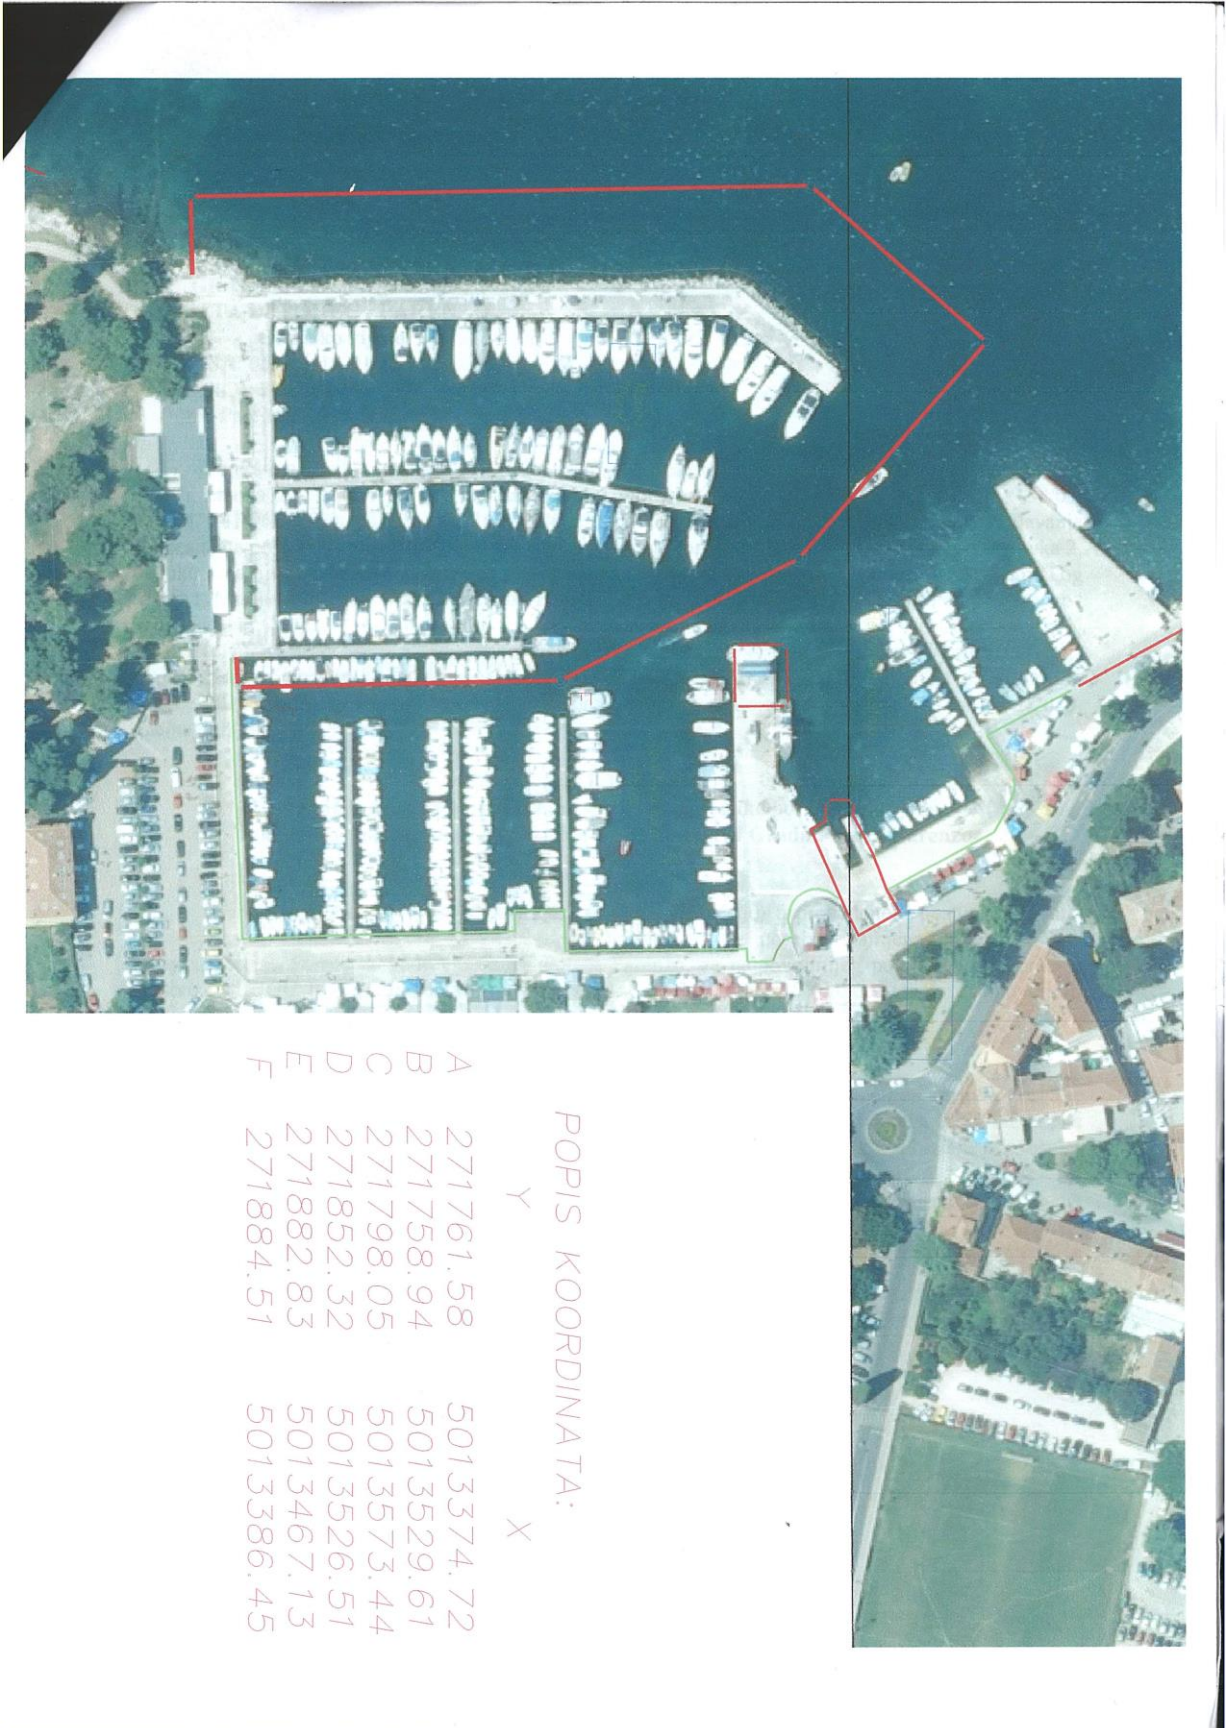 POPIS KOORDINATA:
Y X
A 271761.58 5013374.72
B 271758.94 5013529.61
C 271798.05 5013573.44
D 271852.32 5013526.51
E 271882.83 5013467.13
F 271884.51 5013386.45